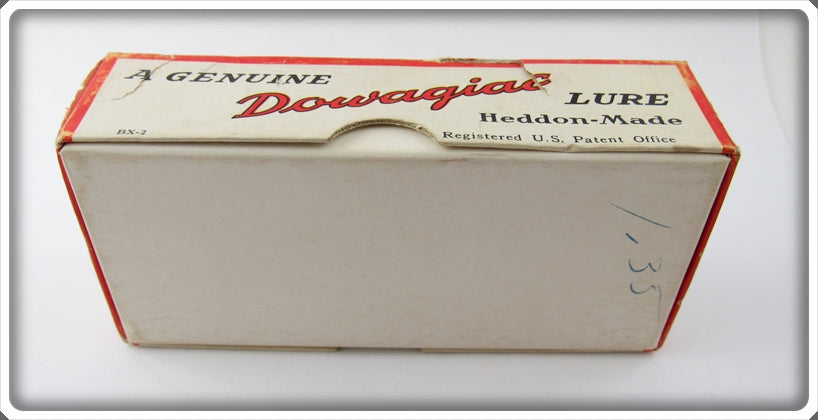 A GENUINE
Dowagiac
LURE
Heddon-Made
BX-2
Registered U.S. Patent Office
1.35